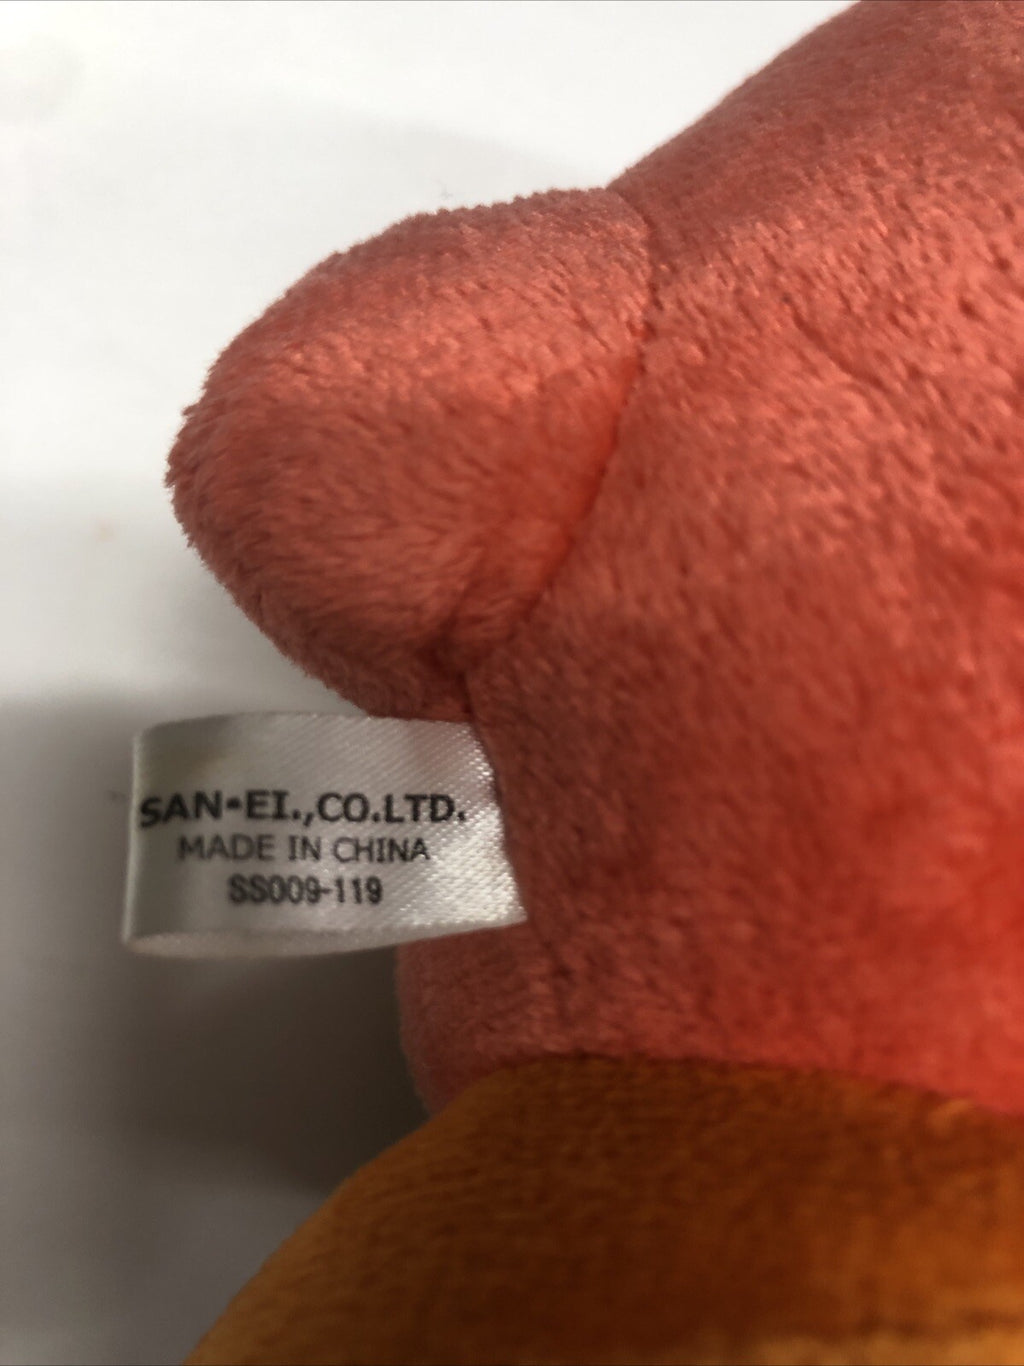 SAN-EI.,CO.LTD.
MADE IN CHINA
SS009-119